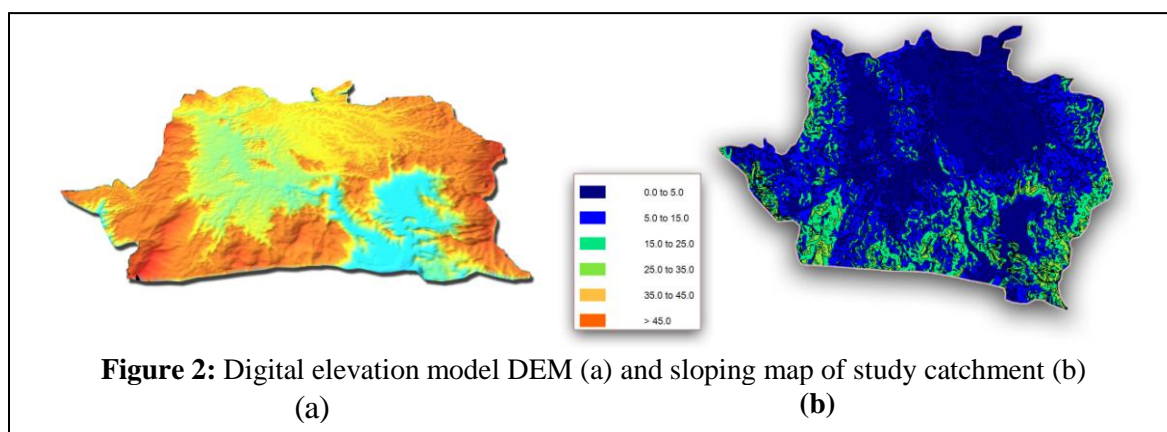 0.0 to 5.0
5.0 to 15.0
15.0 to 25.0
25.0 to 35.0
35.0 to 45.0
> 45.0
Figure 2: Digital elevation model DEM (a) and sloping map of study catchment (b)
(a) (b)